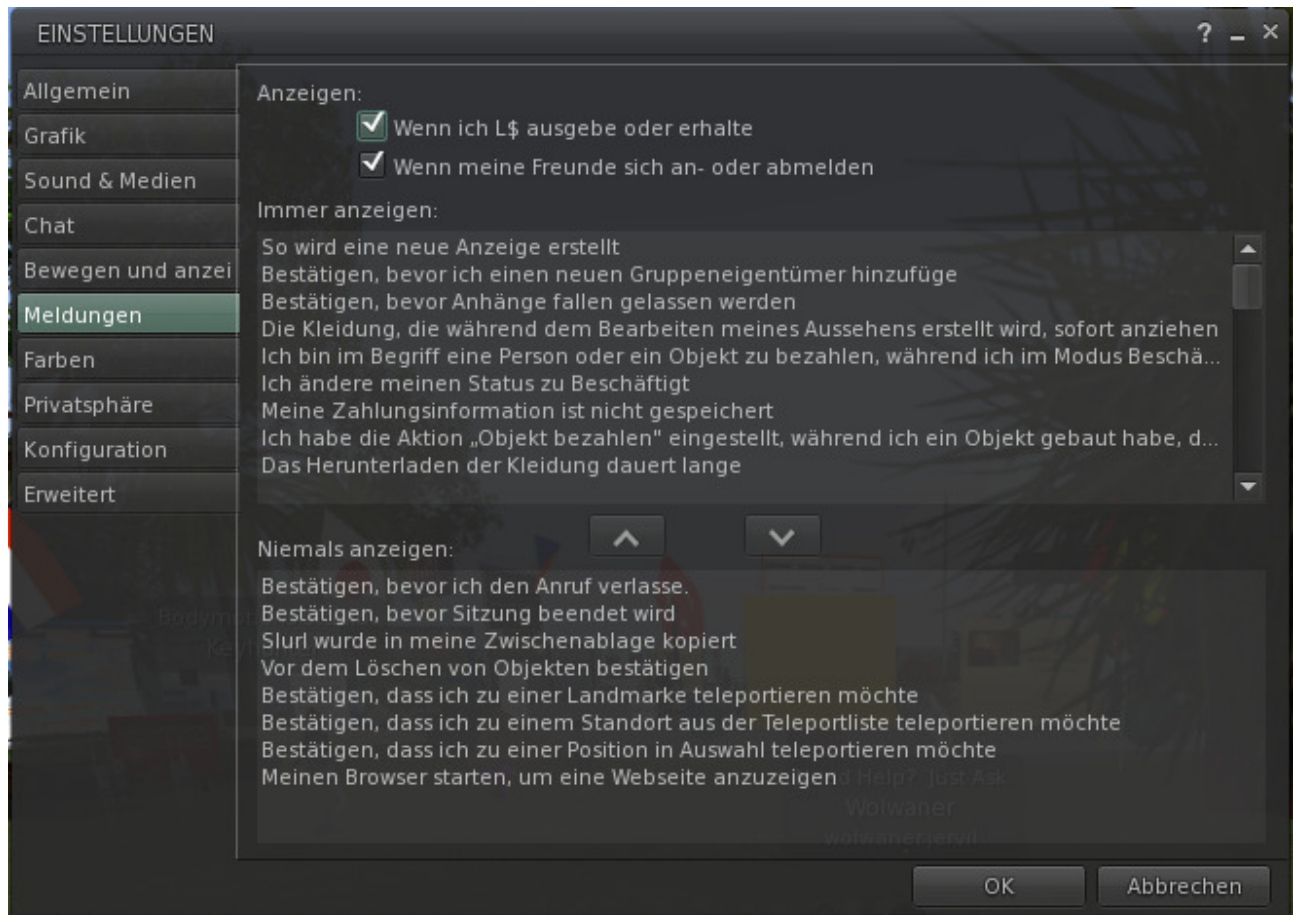 EINSTELLUNGEN
Allgemein
Grafik
Sound & Medien
Chat
Bewegen und anzei
Meldungen
Farben
Privatsphäre
Konfiguration
Erweitert
Anzeigen:
Wenn ich L$ ausgebe oder erhalte
Wenn meine Freunde sich an- oder abmelden
Immer anzeigen:
So wird eine neue Anzeige erstellt
Bestätigen, bevor ich einen neuen Gruppeneigentümer hinzufüge
Bestätigen, bevor Anhänge fallen gelassen werden
Die Kleidung, die während dem Bearbeiten meines Aussehens erstellt wird, sofort anziehen
Ich bin im Begriff eine Person oder ein Objekt zu bezahlen, während ich im Modus Beschä...
Ich ändere meinen Status zu Beschäftigt
Meine Zahlungsinformation ist nicht gespeichert
Ich habe die Aktion „Objekt bezahlen" eingestellt, während ich ein Objekt gebaut habe, d...
Das Herunterladen der Kleidung dauert lange
Niemals anzeigen:
Bestätigen, bevor ich den Anruf verlasse.
Bestätigen, bevor Sitzung beendet wird
Slurl wurde in meine Zwischenablage kopiert
Vor dem Löschen von Objekten bestätigen
Bestätigen, dass ich zu einer Landmarke teleportieren möchte
Bestätigen, dass ich zu einem Standort aus der Teleportliste teleportieren möchte
Bestätigen, dass ich zu einer Position in Auswahl teleportieren möchte
Meinen Browser starten, um eine Webseite anzuzeigen
Help? Just Ask
Wolwaner
OK
Abbrechen